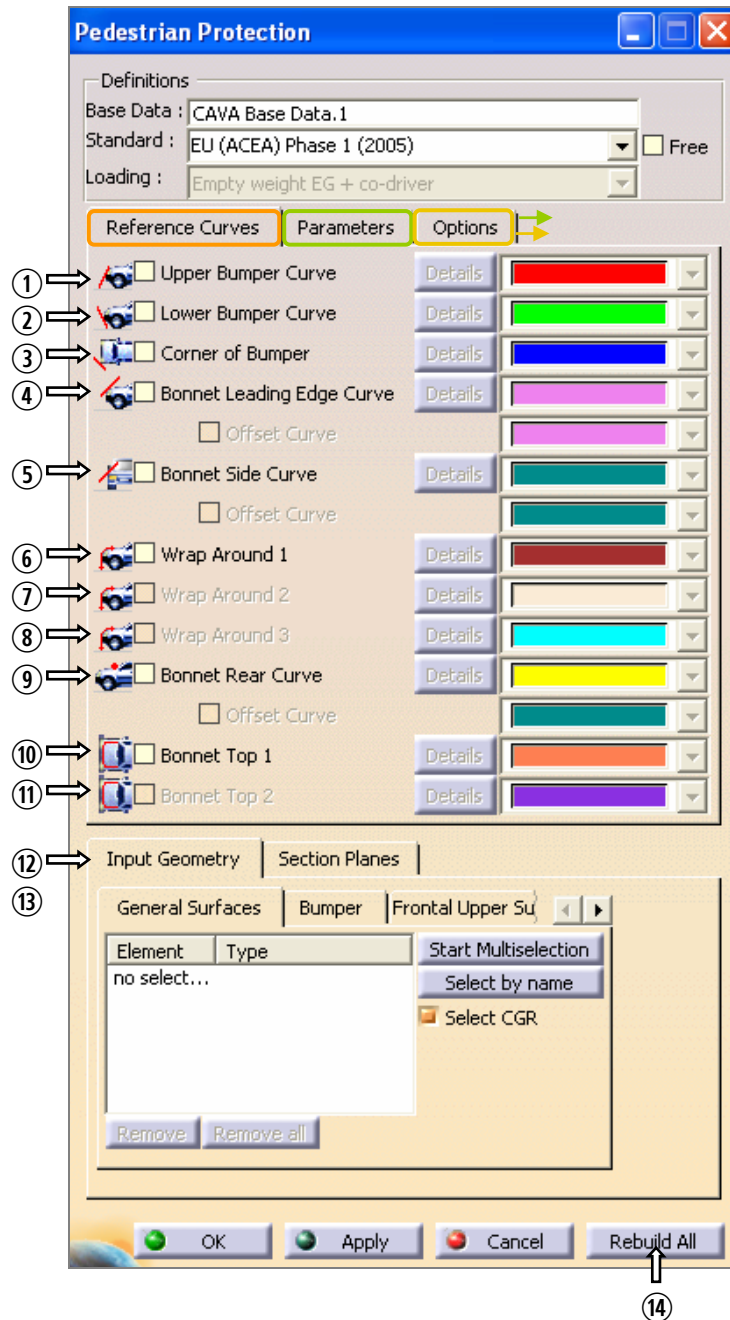 Pedestrian Protection
Definitions
Base Data : CAVA Base Data.1
Standard : EU (ACEA) Phase 1 (2005) Free
Loading : Empty weight EG + co-driver
Reference Curves Parameters Options
① Upper Bumper Curve Details
② Lower Bumper Curve Details
③ Corner of Bumper Details
④ Bonnet Leading Edge Curve Details
Offset Curve
⑤ Bonnet Side Curve Details
Offset Curve
⑥ Wrap Around 1 Details
⑦ Wrap Around 2 Details
⑧ Wrap Around 3 Details
⑨ Bonnet Rear Curve Details
Offset Curve
⑩ Bonnet Top 1 Details
⑪ Bonnet Top 2 Details
⑫ Input Geometry Section Planes
⑬
General Surfaces Bumper Frontal Upper Su
Element Type Start Multiselection
no select... Select by name
Select CGR
Remove Remove all
OK Apply Cancel Rebuild All
⑭